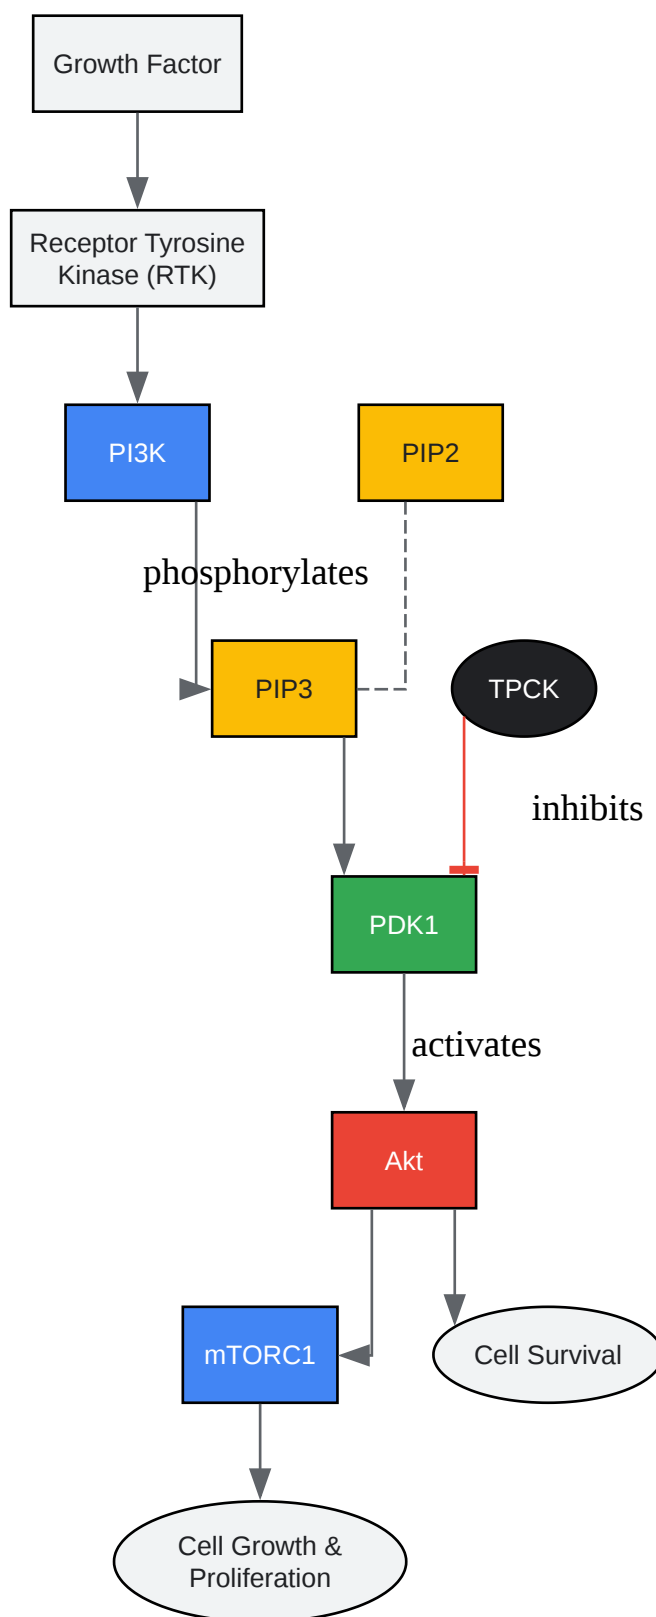 Growth Factor
Receptor Tyrosine
Kinase (RTK)
PI3K
PIP2
phosphorylates
PIP3
TPCK
inhibits
PDK1
activates
Akt
mTORC1
Cell Survival
Cell Growth &
Proliferation